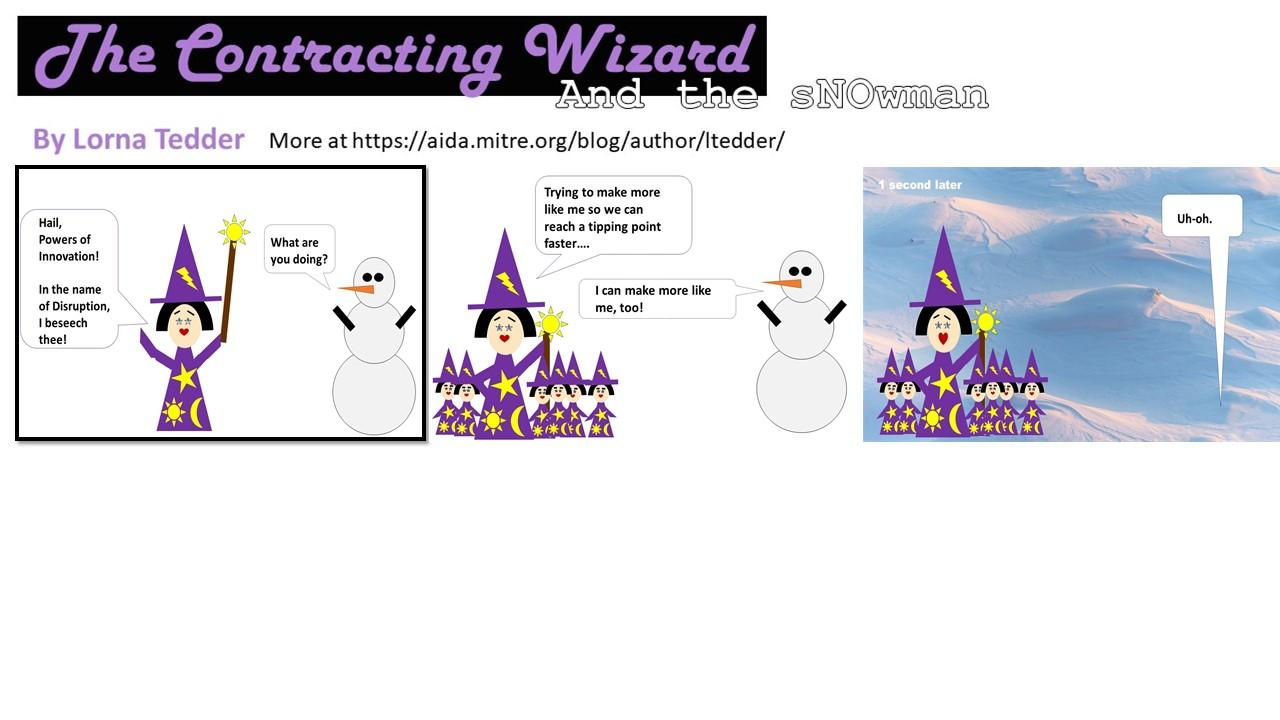 The Contracting Wizard
And the sNOwman
By Lorna Tedder More at https://aida.mitre.org/blog/author/ltedder/
Hail,
Powers of
Innovation!
In the name
of Disruption,
I beseech
thee!
What are
you doing?
Trying to make more
like me so we can
reach a tipping point
faster....
I can make more like
me, too!
1 second later
Uh-oh.